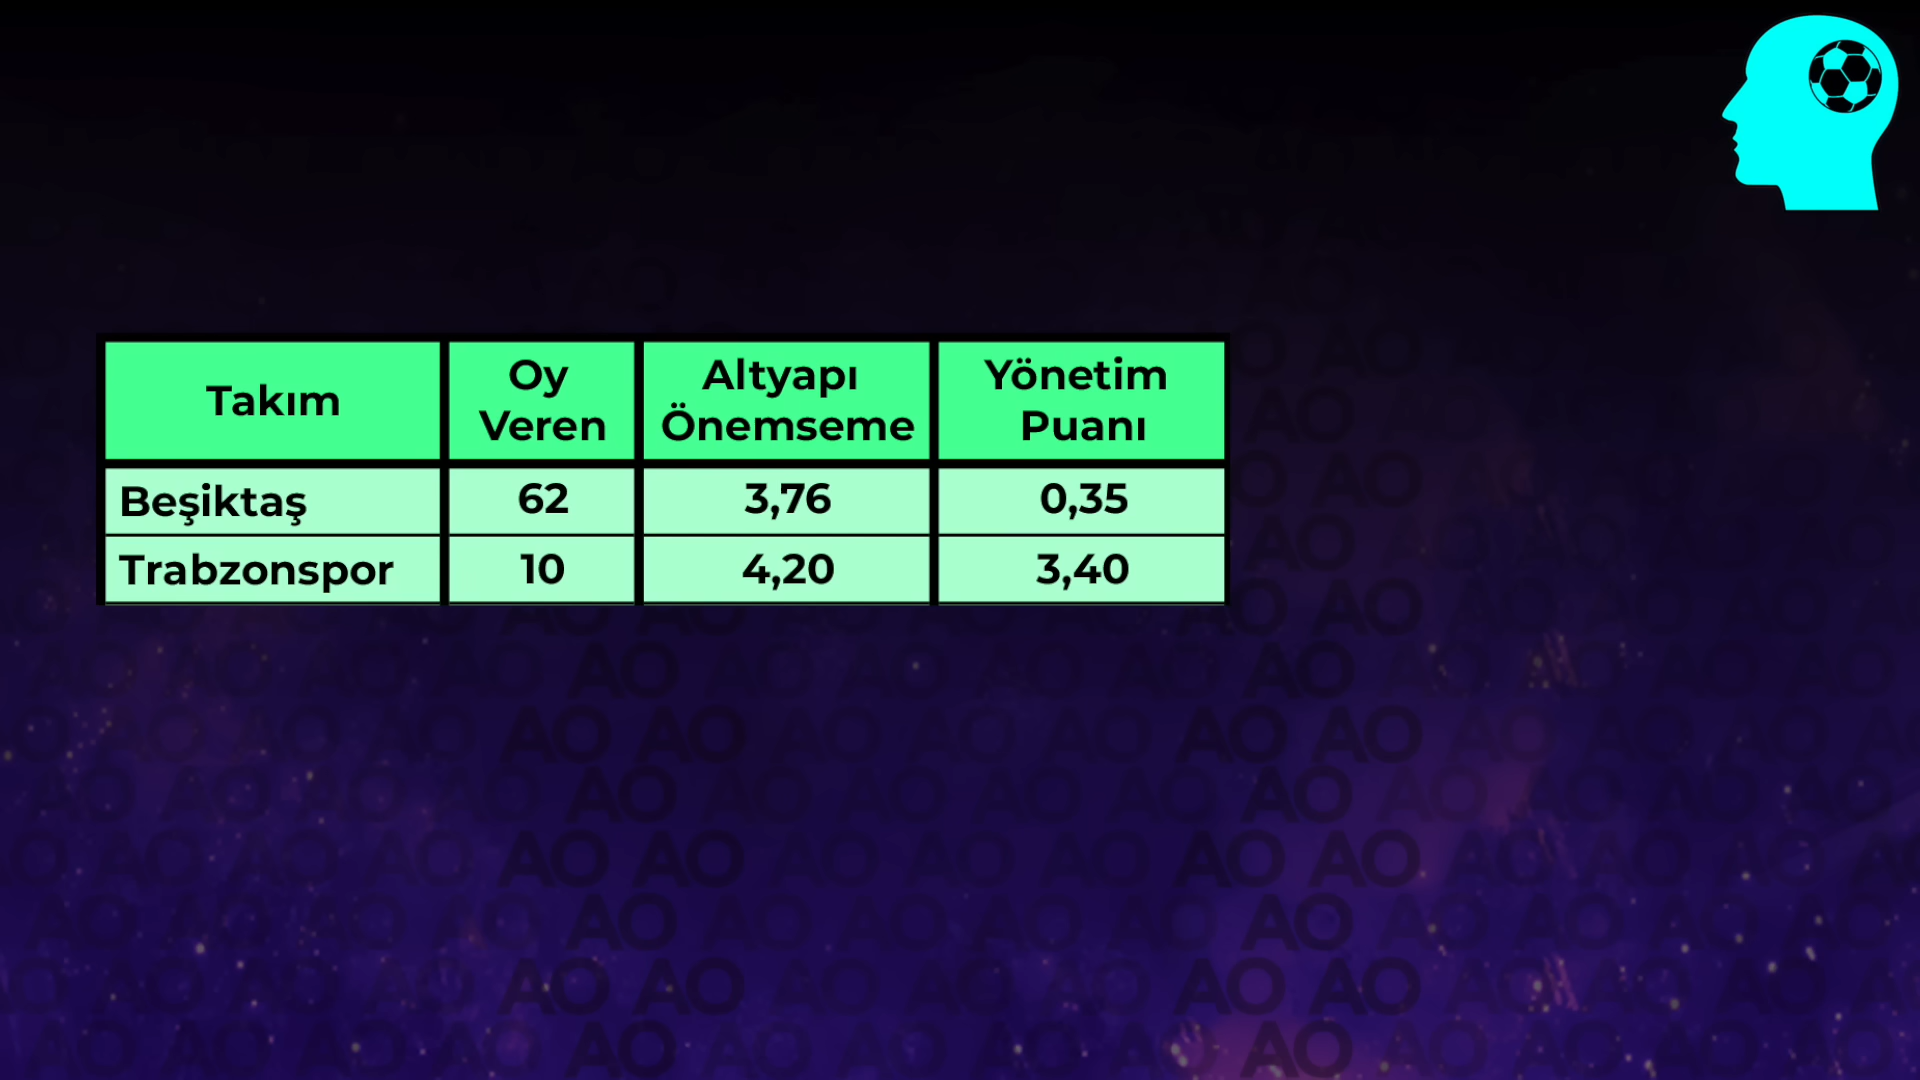 Takım
Oy
Veren
Altyapı
Önemseme
Yönetim
Puanı
Beşiktaş 62 3,76 0,35
Trabzonspor 10 4,20 3,40